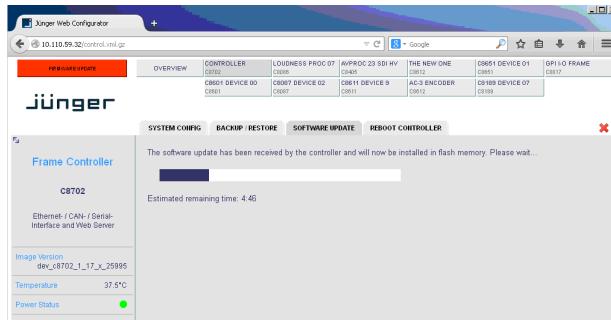 Jünger Web Configurator
10.110.59.32/control.xml.gz
Google
FIRMWARE UPDATE
OVERVIEW
CONTROLLER
C8702
LOUDNESS PROC 07
C8086
AVPROC 23 SDI HV
C8406
THE NEW ONE
C8612
C8651 DEVICE 01
C8651
GPI I-O FRAME
C8817
C8601 DEVICE 00
C8601
C8087 DEVICE 02
C8087
C8611 DEVICE 9
C8611
AC-3 ENCODER
C8612
C8189 DEVICE 07
C8189
jünger
SYSTEM CONFIG
BACKUP / RESTORE
SOFTWARE UPDATE
REBOOT CONTROLLER
Frame Controller
C8702
Ethernet- / CAN- / Serial-
Interface and Web Server
Image Version
dev_c8702_1_17_x_25995
Temperature 37.5°C
Power Status
The software update has been received by the controller and will now be installed in flash memory. Please wait...
Estimated remaining time: 4:46